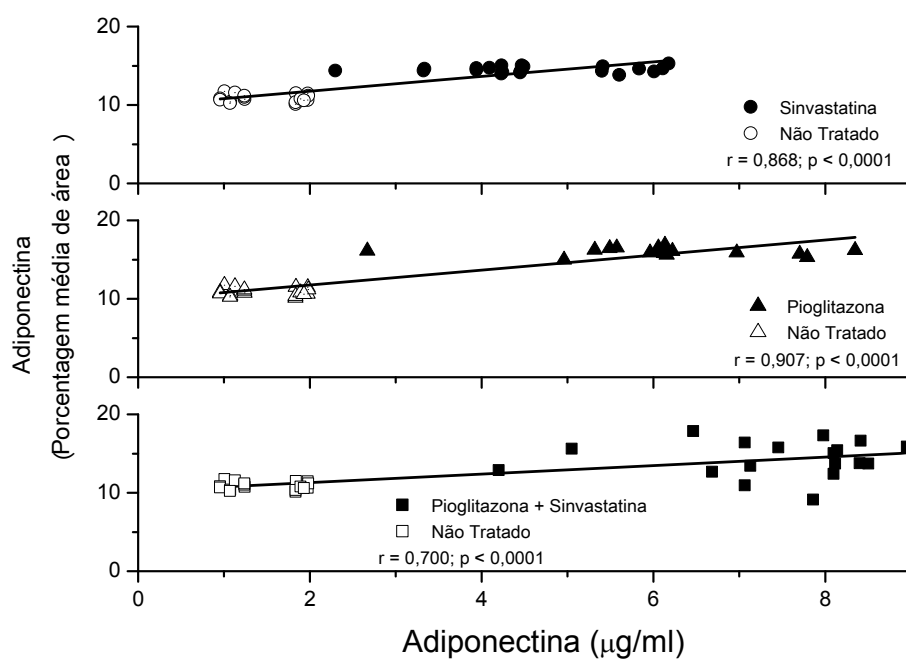 20
15
10
0
Sinvastatina
Não Tratado
r = 0,868; p < 0,0001
Adiponectina
(Porcentagem média de área )
20
10
0
Pioglitazona
Não Tratado
r = 0,907; p < 0,0001
20
10
0
Pioglitazona + Sinvastatina
Não Tratado
r = 0,700; p < 0,0001
0 2 4 6 8
Adiponectina (μg/ml)